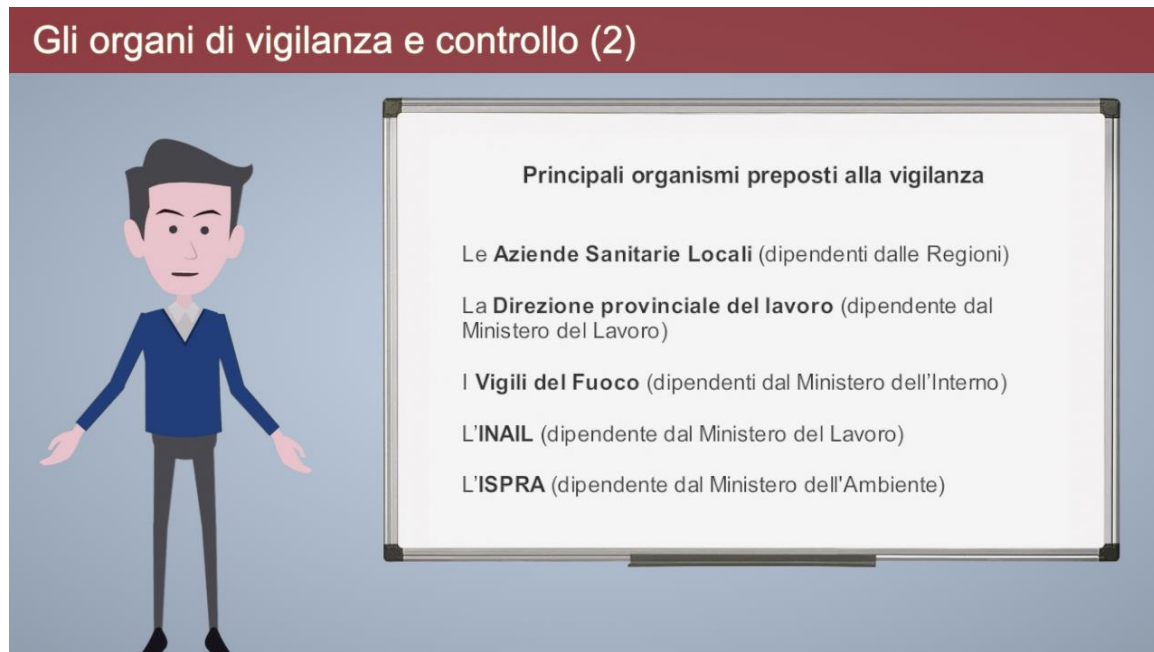 Gli organi di vigilanza e controllo (2)
Principali organismi preposti alla vigilanza
Le Aziende Sanitarie Locali (dipendenti dalle Regioni)
La Direzione provinciale del lavoro (dipendente dal
Ministero del Lavoro)
I Vigili del Fuoco (dipendenti dal Ministero dell’Interno)
L’INAIL (dipendente dal Ministero del Lavoro)
L’ISPRA (dipendente dal Ministero dell'Ambiente)